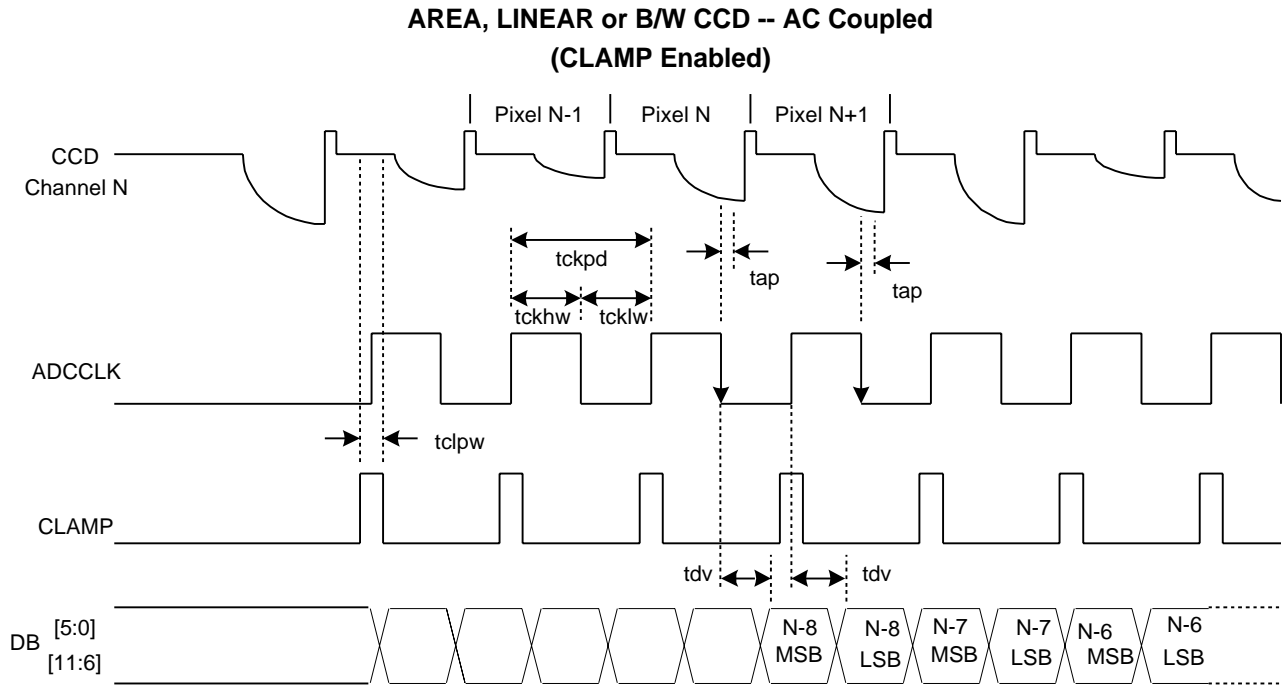 AREA, LINEAR or B/W CCD -- AC Coupled
(CLAMP Enabled)
Pixel N-1 Pixel N Pixel N+1
CCD
Channel N
tckpd
tap
tap
tckhw tcklw
ADCCLK
tclpw
CLAMP
tdv tdv
DB [5:0]
[11:6]
N-8
MSB
N-8
LSB
N-7
MSB
N-7
LSB
N-6
MSB
N-6
LSB